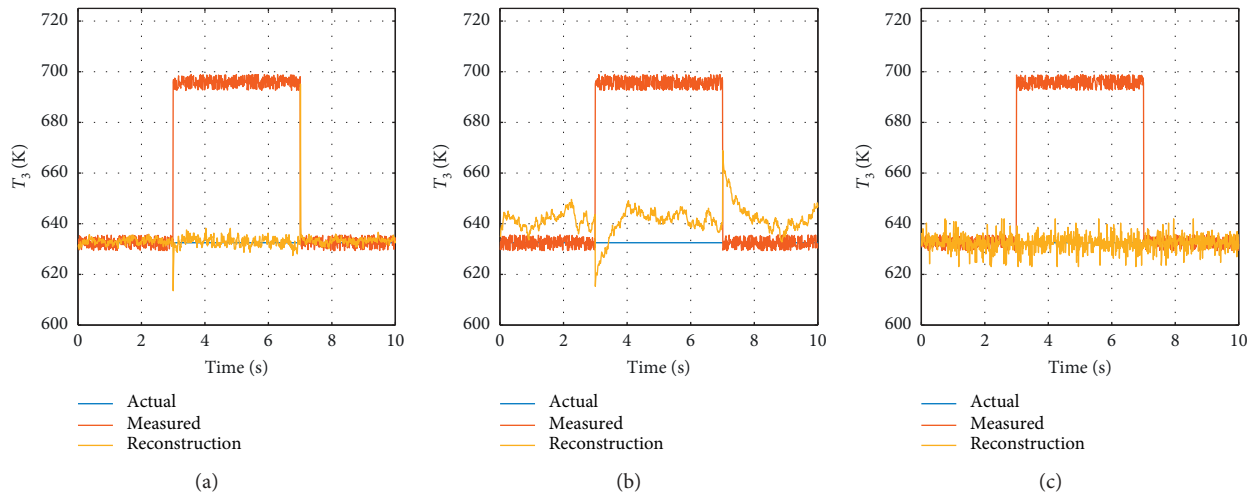 T3 (K)
720
700
680
660
640
620
600
0 2 4 6 8 10
Time (s)
Actual
Measured
Reconstruction
(a)
T3 (K)
720
700
680
660
640
620
600
0 2 4 6 8 10
Time (s)
Actual
Measured
Reconstruction
(b)
T3 (K)
720
700
680
660
640
620
600
0 2 4 6 8 10
Time (s)
Actual
Measured
Reconstruction
(c)